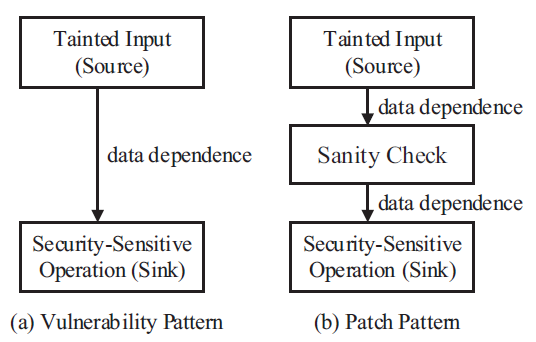 Tainted Input
(Source)
data dependence
Security-Sensitive
Operation (Sink)
(a) Vulnerability Pattern
Tainted Input
(Source)
data dependence
Sanity Check
data dependence
Security-Sensitive
Operation (Sink)
(b) Patch Pattern